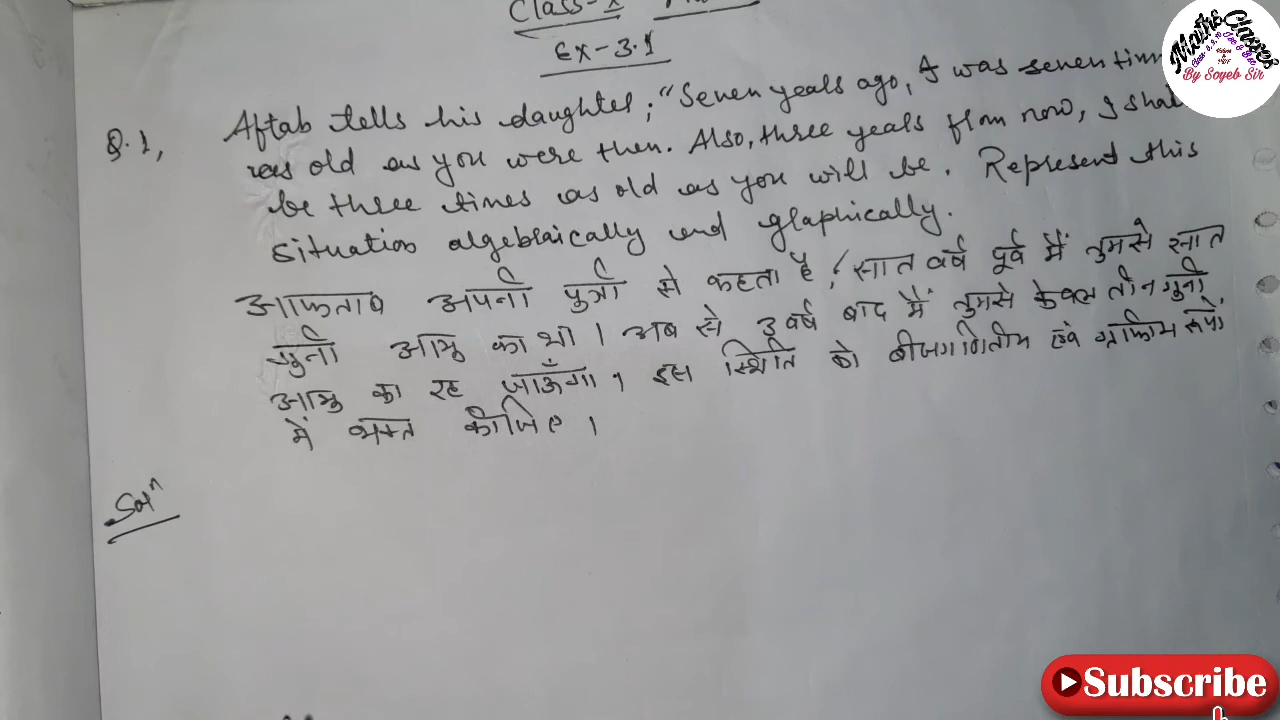 Class-X
Ex-3.1
Q.1, Aftab tells his daughter, "Seven years ago, I was seven
was old as you were then. Also, three years from now, I shall
be three times as old as you will be. Represent this
situation algebraically and graphically.
आफताब अपनी पुत्री से कहता है, 'सात वर्ष पूर्व मैं तुमसे सात
गुनी आयु का था। अब से 3 वर्ष बाद मैं तुमसे केवल तीन गुनी
आयु का रह जाऊँगा। इस स्थिति को बीजगणितीय एवं ग्राफिय रूपों
में व्यक्त कीजिए।
Solⁿ
Maths Classes
By Soyeb Sir
Subscribe